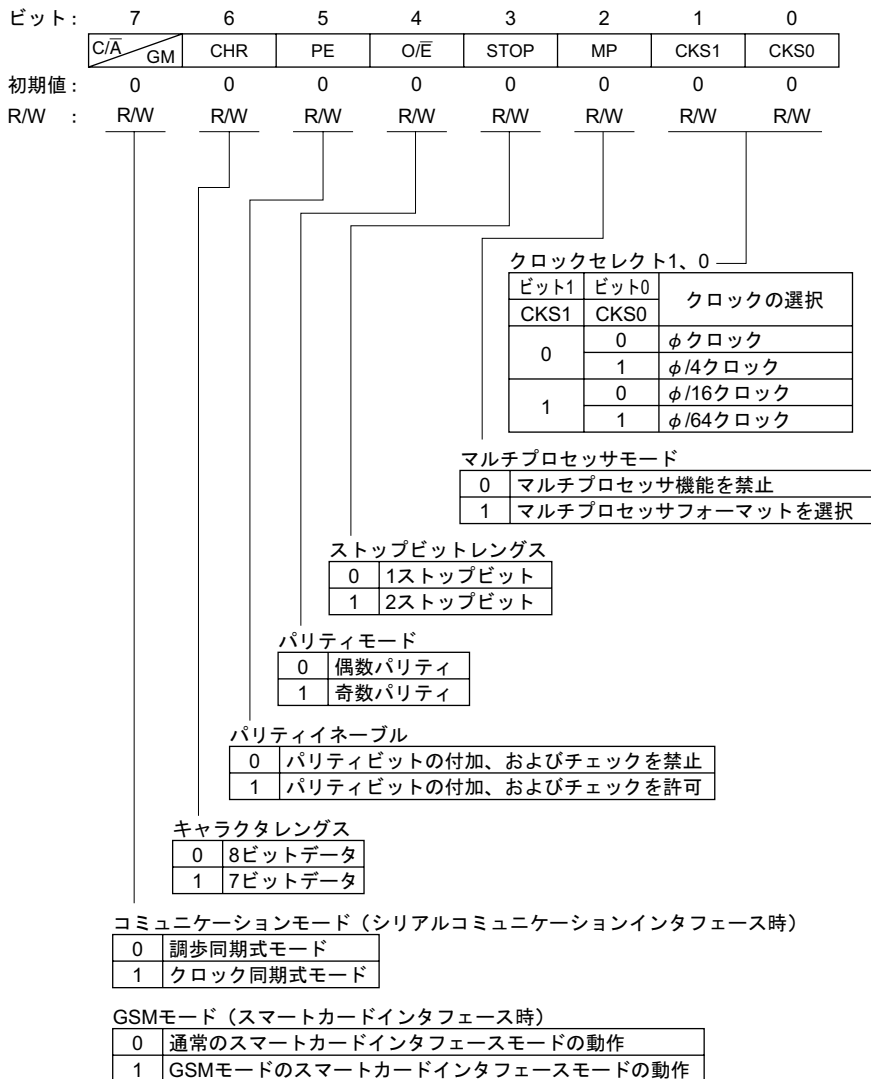 ビット : 7 6 5 4 3 2 1 0
C/A̅ GM CHR PE O/E̅ STOP MP CKS1 CKS0
初期値 : 0 0 0 0 0 0 0 0
R/W : R/W R/W R/W R/W R/W R/W R/W R/W
クロックセレクト1、0
ビット1 ビット0 クロックの選択
CKS1 CKS0
0 0 φクロック
1 φ/4クロック
1 0 φ/16クロック
1 φ/64クロック
マルチプロセッサモード
0 マルチプロセッサ機能を禁止
1 マルチプロセッサフォーマットを選択
ストップビットレングス
0 1ストップビット
1 2ストップビット
パリティモード
0 偶数パリティ
1 奇数パリティ
パリティイネーブル
0 パリティビットの付加、およびチェックを禁止
1 パリティビットの付加、およびチェックを許可
キャラクタレングス
0 8ビットデータ
1 7ビットデータ
コミュニケーションモード（シリアルコミュニケーションインタフェース時）
0 調歩同期式モード
1 クロック同期式モード
GSMモード（スマートカードインタフェース時）
0 通常のスマートカードインタフェースモードの動作
1 GSMモードのスマートカードインタフェースモードの動作